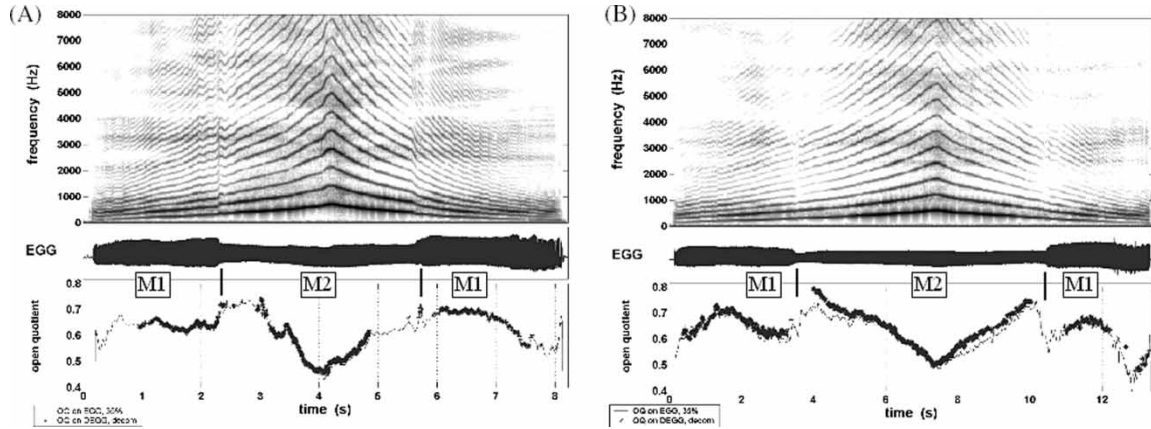 (A)
8000
7000
6000
5000
4000
3000
2000
1000
0
frequency (Hz)
EGG
M1 M2 M1
0.8
0.7
0.6
0.5
0.4
open quotient
0 1 2 3 4 5 6 7 8
time (s)
OQ on EGG, 35%
OQ on DEGG, decom
(B)
8000
7000
6000
5000
4000
3000
2000
1000
0
frequency (Hz)
EGG
M1 M2 M1
0.8
0.7
0.6
0.5
0.4
open quotient
0 2 4 6 8 10 12
time (s)
OQ on EGG, 35%
OQ on DEGG, decom